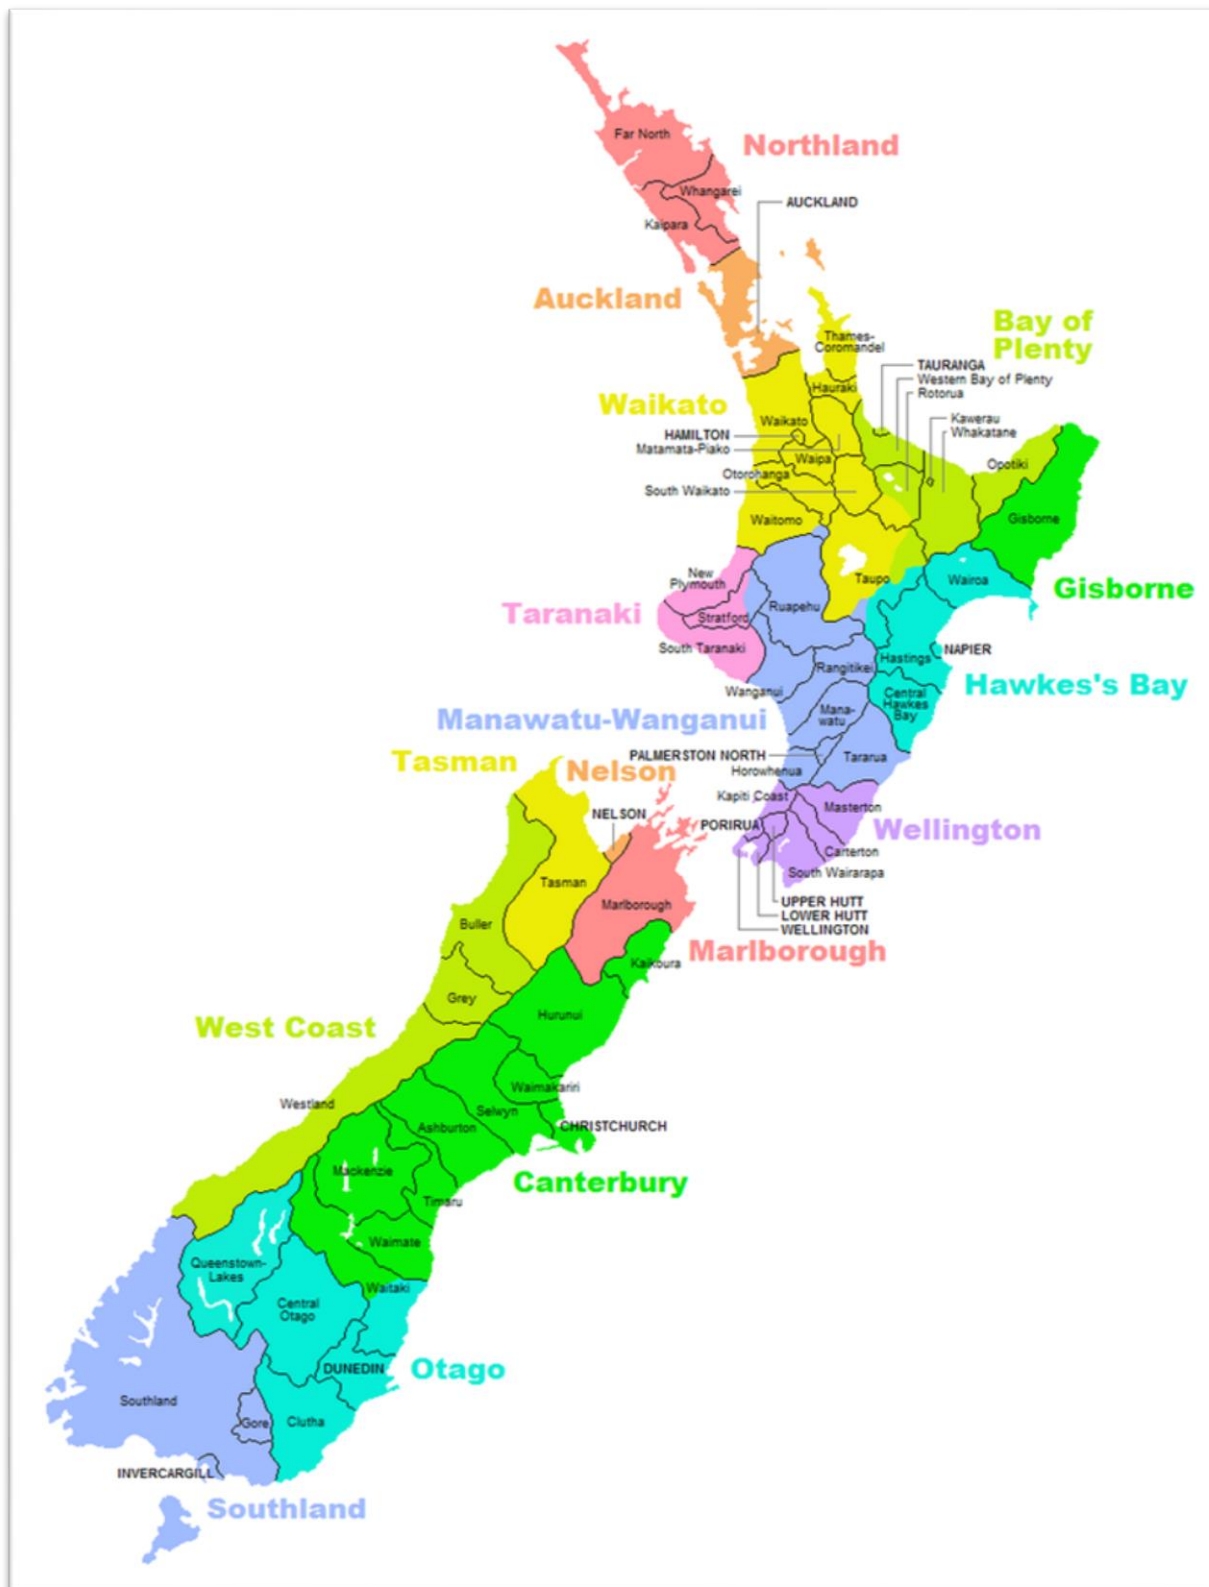 Far North
Northland
Whangarei
AUCKLAND
Kaipara
Auckland
Bay of
Plenty
Thames-
Coromandel
TAURANGA
Western Bay of Plenty
Hauraki
Rotorua
Waikato
Waikato
Kawerau
HAMILTON
Whakatane
Matamata-Piako
Waipa
Opotiki
Otorohanga
South Waikato
Waitomo
Gisborne
New
Plymouth
Taupo
Wairoa
Gisborne
Taranaki
Stratford
Ruapehu
South Taranaki
NAPIER
Hastings
Rangitikei
Hawkes's Bay
Wanganui
Central
Hawkes
Bay
Mana-
watu
Manawatu-Wanganui
PALMERSTON NORTH
Tararua
Tasman
Nelson
Horowhenua
Kapiti Coast
Masterton
NELSON
PORIRUA
Wellington
Carterton
South Wairarapa
Tasman
UPPER HUTT
LOWER HUTT
WELLINGTON
Marlborough
Buller
Marlborough
Kaikoura
Grey
Hurunui
West Coast
Waimakariri
Westland
Selwyn
Ashburton
CHRISTCHURCH
Mackenzie
Canterbury
Timaru
Waimate
Queenstown-
Lakes
Waitaki
Central
Otago
DUNEDIN
Otago
Southland
Gore
Clutha
INVERCARGILL
Southland